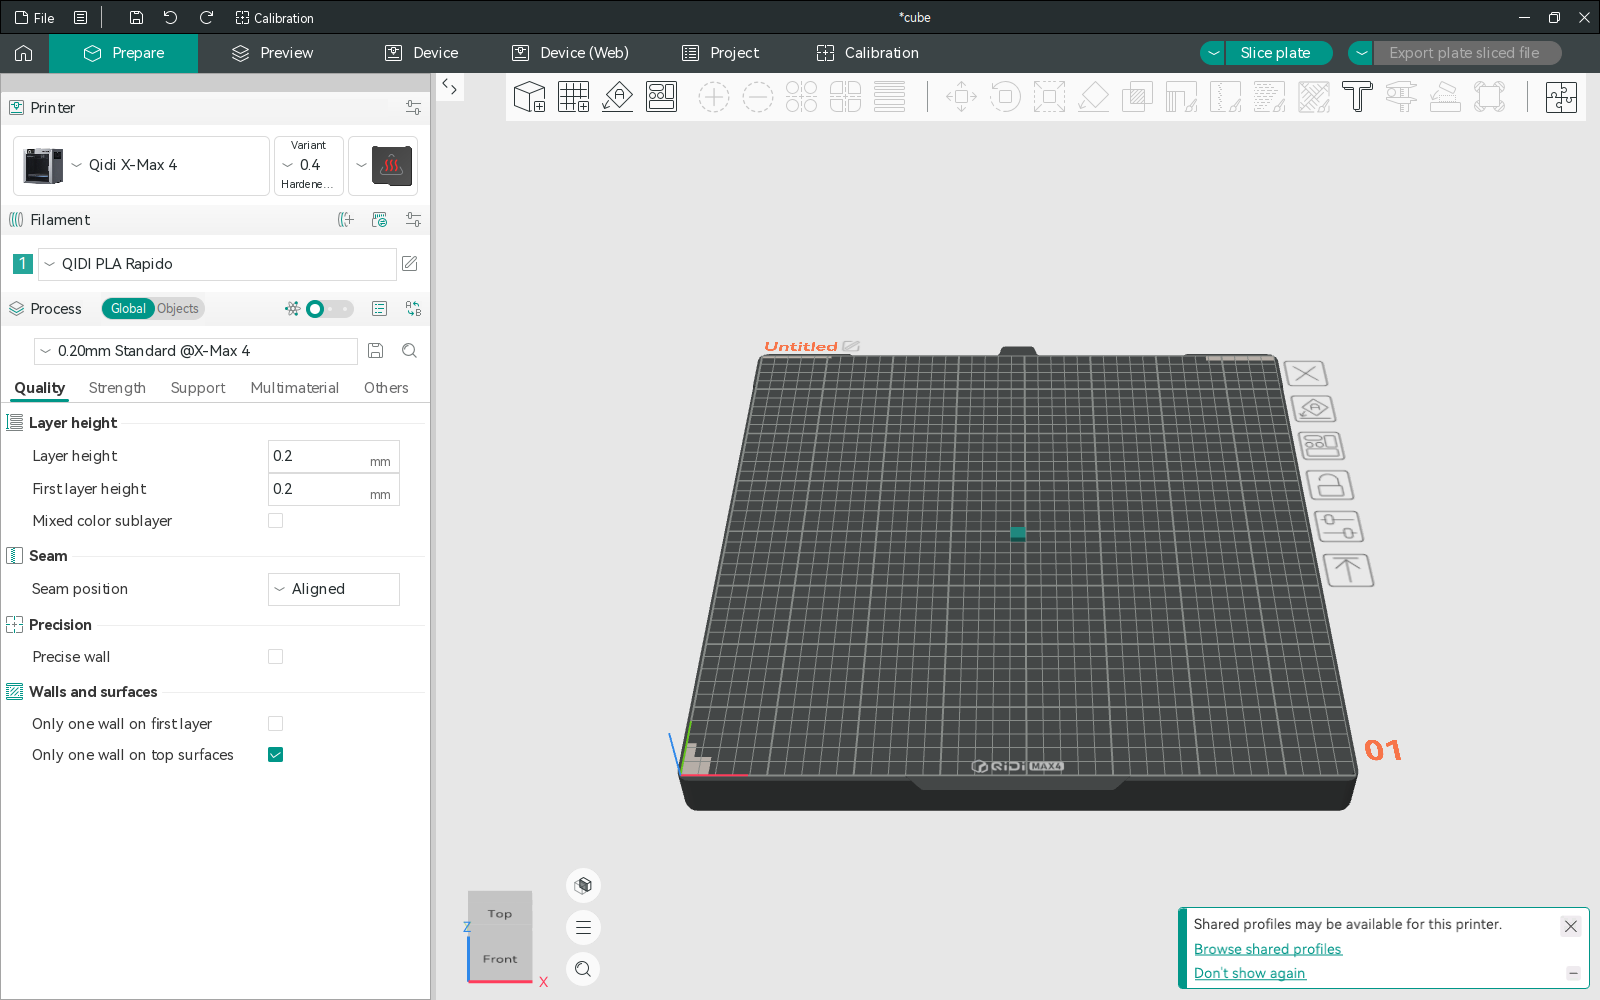 File
Calibration
*cube
Prepare
Preview
Device
Device (Web)
Project
Calibration
Slice plate
Export plate sliced file
Printer
Qidi X-Max 4
Variant
0.4
Hardene...
Filament
1
QIDI PLA Rapido
Process
Global
Objects
0.20mm Standard @X-Max 4
Quality
Strength
Support
Multimaterial
Others
Layer height
Layer height
0.2
mm
First layer height
0.2
mm
Mixed color sublayer
Seam
Seam position
Aligned
Precision
Precise wall
Walls and surfaces
Only one wall on first layer
Only one wall on top surfaces
Untitled
QIDI MAX4
01
Top
Front
Z
X
Shared profiles may be available for this printer.
Browse shared profiles
Don't show again